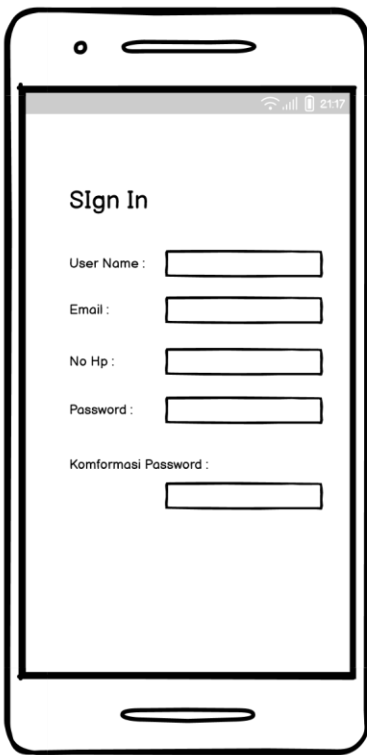 21:17
SIgn In
User Name :
Email :
No Hp :
Password :
Komformasi Password :